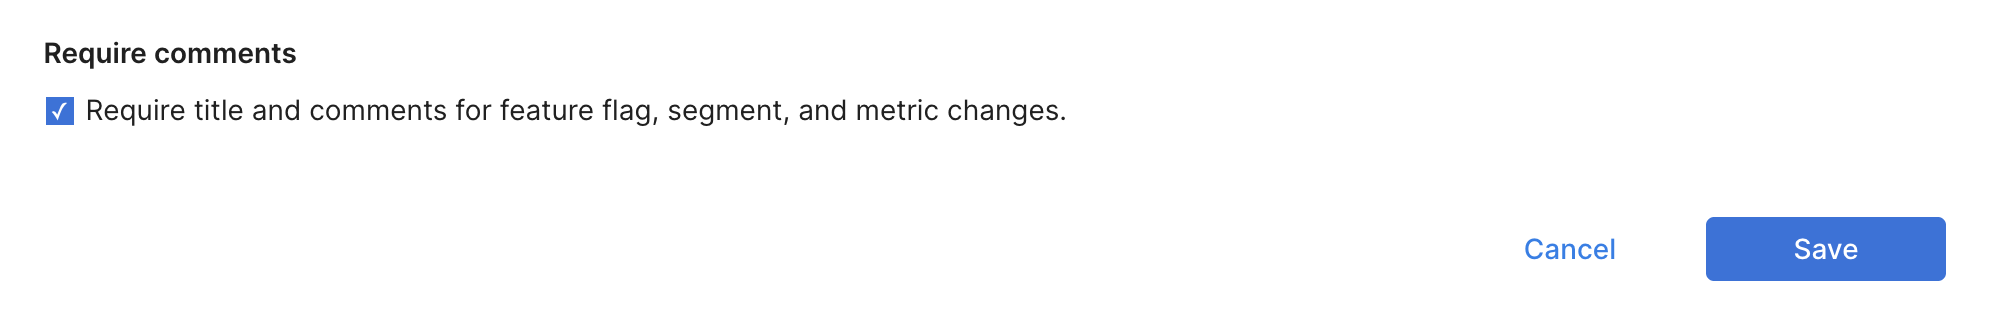 Require comments
Require title and comments for feature flag, segment, and metric changes.
Cancel
Save